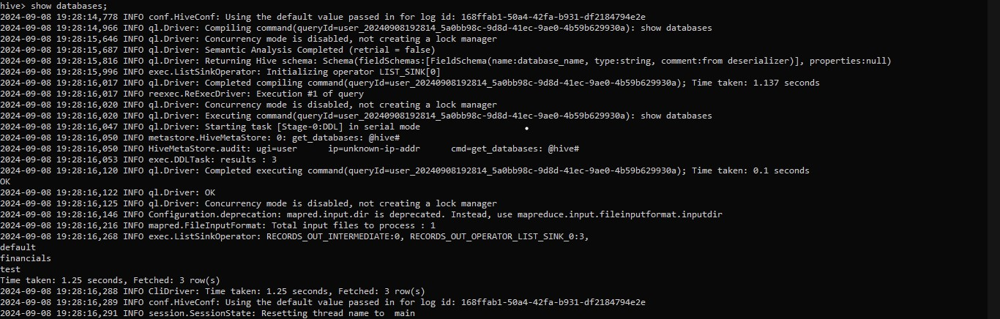 hive> show databases;
2024-09-08 19:28:14,778 INFO conf.HiveConf: Using the default value passed in for log id: 168ffab1-50a4-42fa-b931-df2184794e2e
2024-09-08 19:28:14,966 INFO ql.Driver: Compiling command(queryId=user_20240908192814_5a0bb98c-9d8d-41ec-9ae0-4b59b629930a): show databases
2024-09-08 19:28:15,646 INFO ql.Driver: Concurrency mode is disabled, not creating a lock manager
2024-09-08 19:28:15,687 INFO ql.Driver: Semantic Analysis Completed (retrial = false)
2024-09-08 19:28:15,816 INFO ql.Driver: Returning Hive schema: Schema(fieldSchemas:[FieldSchema(name:database_name, type:string, comment:from deserializer)], properties:null)
2024-09-08 19:28:15,996 INFO exec.ListSinkOperator: Initializing operator LIST_SINK[0]
2024-09-08 19:28:16,017 INFO ql.Driver: Completed compiling command(queryId=user_20240908192814_5a0bb98c-9d8d-41ec-9ae0-4b59b629930a); Time taken: 1.137 seconds
2024-09-08 19:28:16,017 INFO reexec.ReExecDriver: Execution #1 of query
2024-09-08 19:28:16,020 INFO ql.Driver: Concurrency mode is disabled, not creating a lock manager
2024-09-08 19:28:16,020 INFO ql.Driver: Executing command(queryId=user_20240908192814_5a0bb98c-9d8d-41ec-9ae0-4b59b629930a): show databases
2024-09-08 19:28:16,047 INFO ql.Driver: Starting task [Stage-0:DDL] in serial mode
2024-09-08 19:28:16,050 INFO metastore.HiveMetaStore: 0: get_databases: @hive#
2024-09-08 19:28:16,050 INFO HiveMetaStore.audit: ugi=user      ip=unknown-ip-addr      cmd=get_databases: @hive#
2024-09-08 19:28:16,053 INFO exec.DDLTask: results : 3
2024-09-08 19:28:16,120 INFO ql.Driver: Completed executing command(queryId=user_20240908192814_5a0bb98c-9d8d-41ec-9ae0-4b59b629930a); Time taken: 0.1 seconds
OK
2024-09-08 19:28:16,122 INFO ql.Driver: OK
2024-09-08 19:28:16,125 INFO ql.Driver: Concurrency mode is disabled, not creating a lock manager
2024-09-08 19:28:16,146 INFO Configuration.deprecation: mapred.input.dir is deprecated. Instead, use mapreduce.input.fileinputformat.inputdir
2024-09-08 19:28:16,216 INFO mapred.FileInputFormat: Total input files to process : 1
2024-09-08 19:28:16,268 INFO exec.ListSinkOperator: RECORDS_OUT_INTERMEDIATE:0, RECORDS_OUT_OPERATOR_LIST_SINK_0:3,
default
financials
test
Time taken: 1.25 seconds, Fetched: 3 row(s)
2024-09-08 19:28:16,288 INFO CliDriver: Time taken: 1.25 seconds, Fetched: 3 row(s)
2024-09-08 19:28:16,289 INFO conf.HiveConf: Using the default value passed in for log id: 168ffab1-50a4-42fa-b931-df2184794e2e
2024-09-08 19:28:16,291 INFO session.SessionState: Resetting thread name to  main